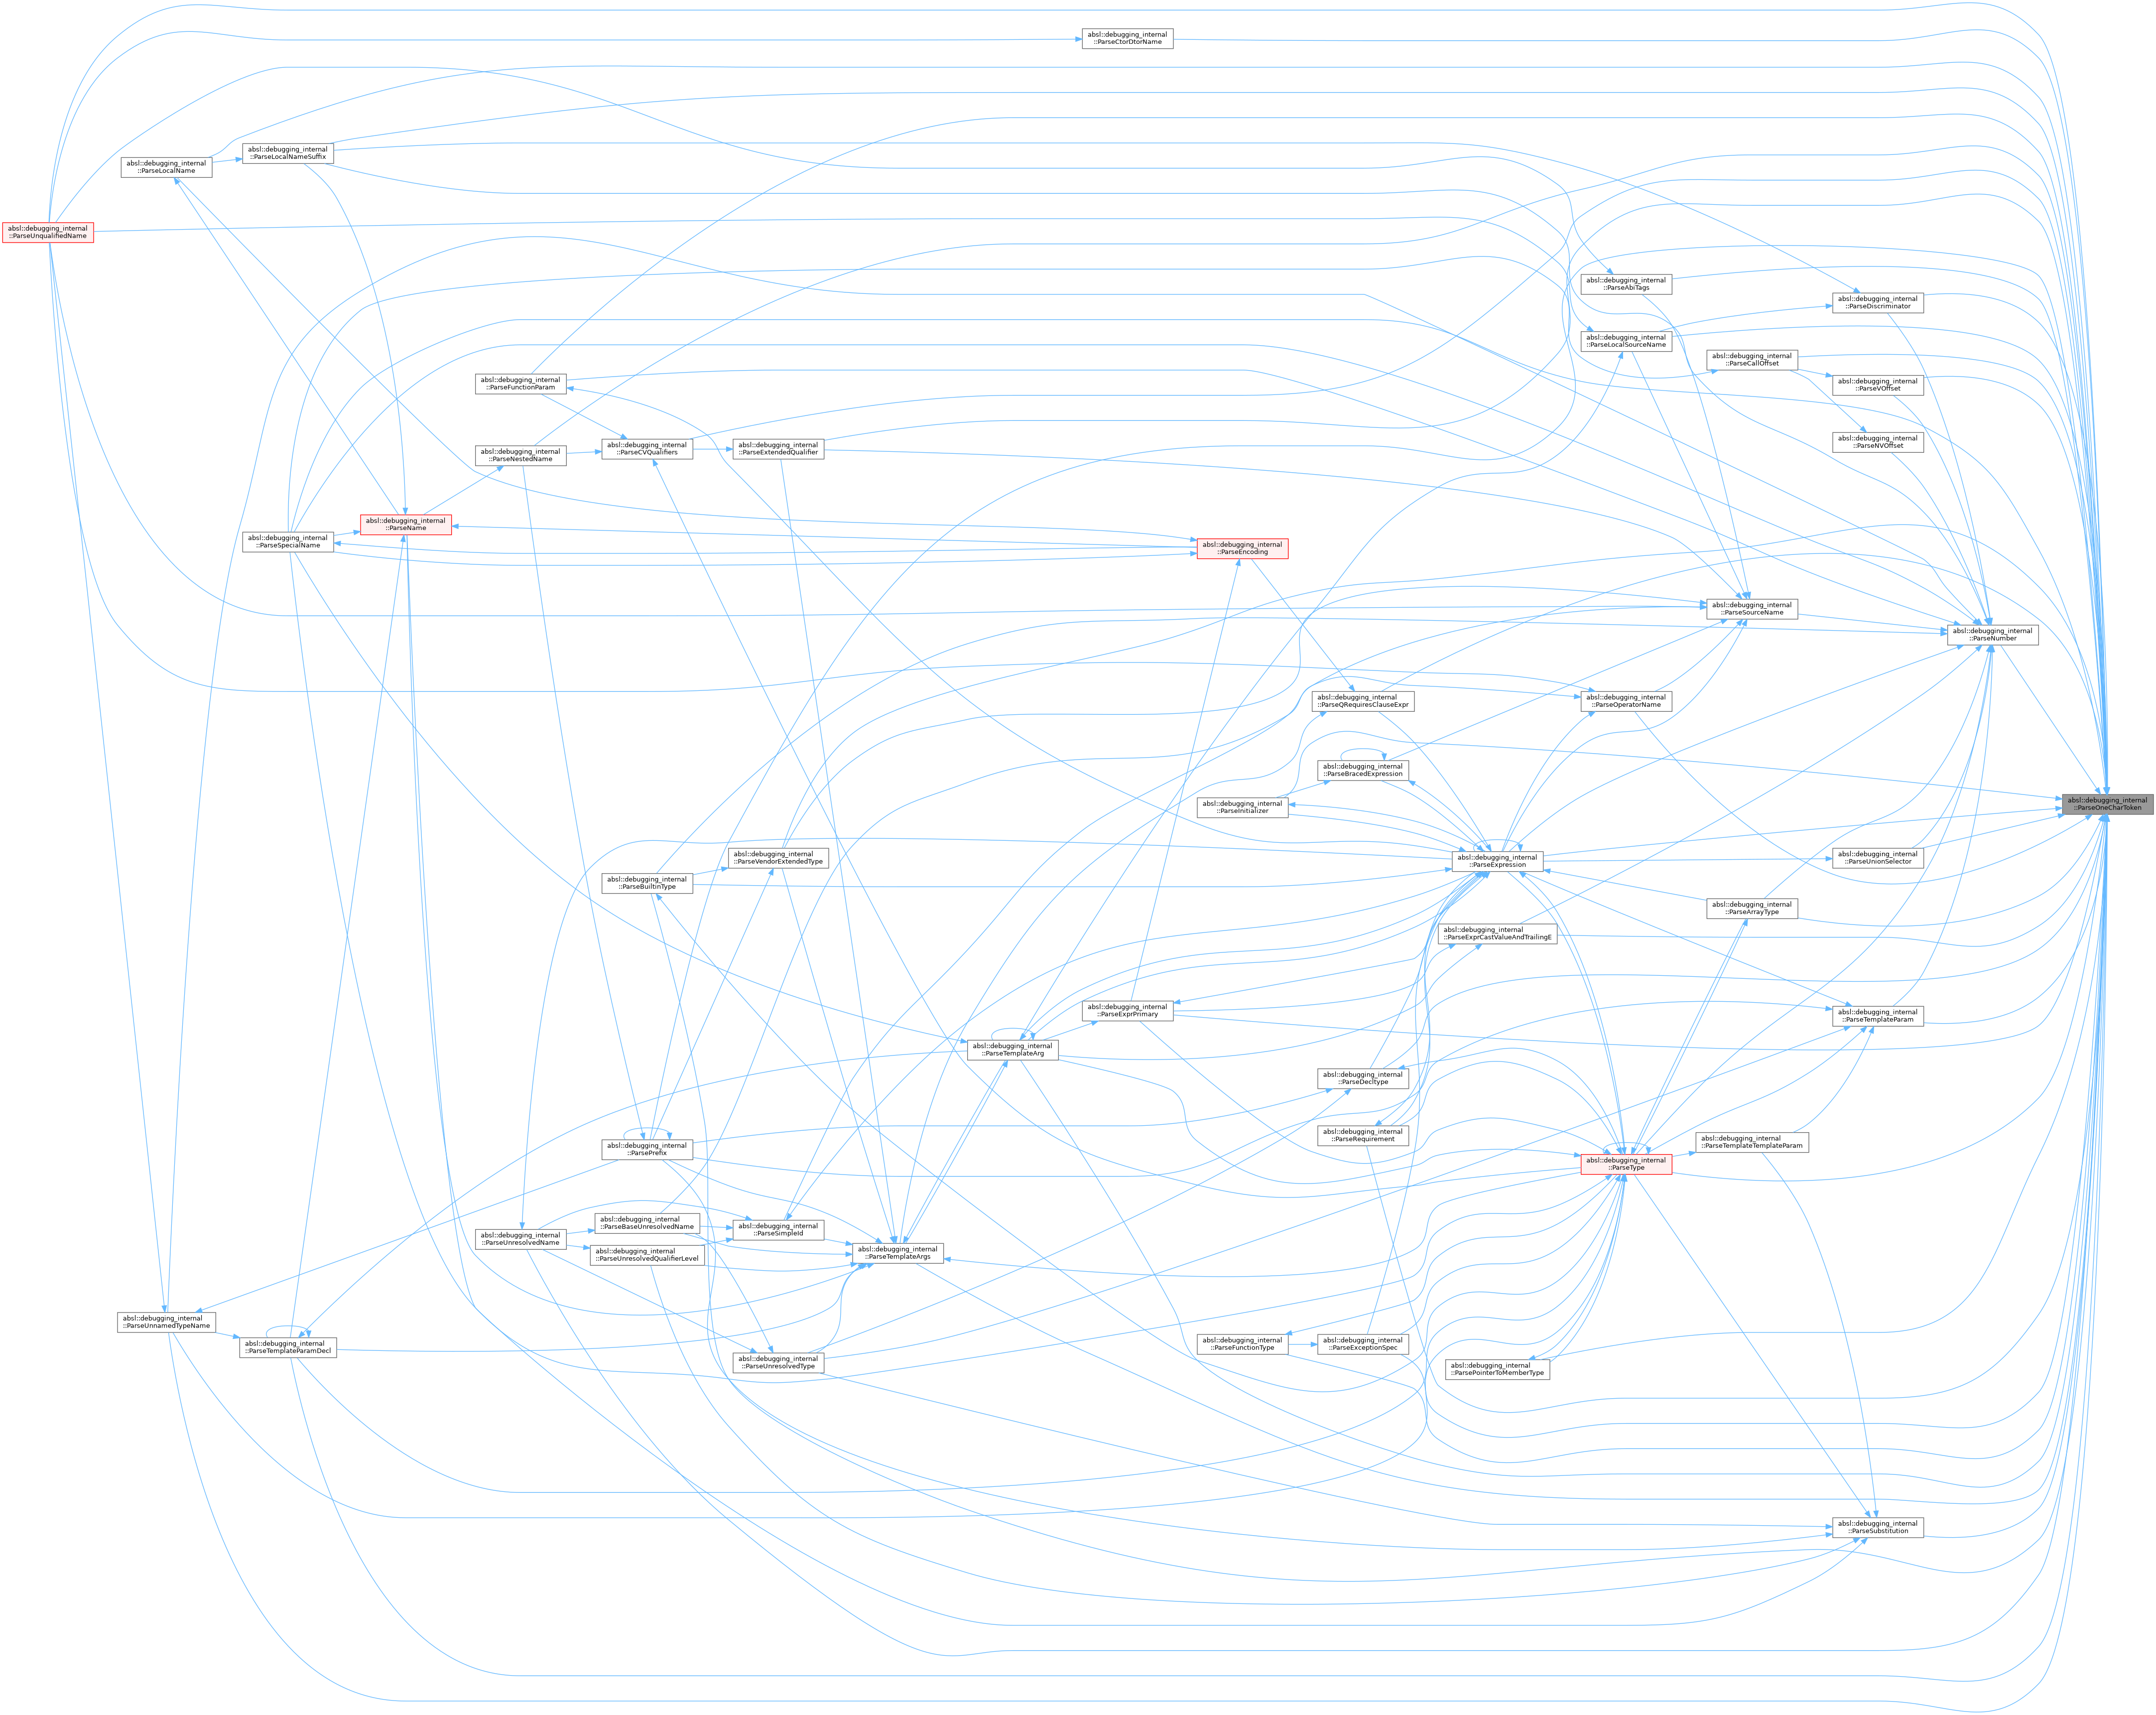 absl::debugging_internal
::ParseCtorDtorName
absl::debugging_internal
::ParseLocalNameSuffix
absl::debugging_internal
::ParseLocalName
absl::debugging_internal
::ParseUnqualifiedName
absl::debugging_internal
::ParseAbiTags
absl::debugging_internal
::ParseDiscriminator
absl::debugging_internal
::ParseLocalSourceName
absl::debugging_internal
::ParseCallOffset
absl::debugging_internal
::ParseVOffset
absl::debugging_internal
::ParseFunctionParam
absl::debugging_internal
::ParseNVOffset
absl::debugging_internal
::ParseCVQualifiers
absl::debugging_internal
::ParseExtendedQualifier
absl::debugging_internal
::ParseNestedName
absl::debugging_internal
::ParseName
absl::debugging_internal
::ParseSpecialName
absl::debugging_internal
::ParseEncoding
absl::debugging_internal
::ParseSourceName
absl::debugging_internal
::ParseNumber
absl::debugging_internal
::ParseQRequiresClauseExpr
absl::debugging_internal
::ParseOperatorName
absl::debugging_internal
::ParseBracedExpression
absl::debugging_internal
::ParseInitializer
absl::debugging_internal
::ParseOneCharToken
absl::debugging_internal
::ParseVendorExtendedType
absl::debugging_internal
::ParseExpression
absl::debugging_internal
::ParseUnionSelector
absl::debugging_internal
::ParseBuiltinType
absl::debugging_internal
::ParseArrayType
absl::debugging_internal
::ParseExprCastValueAndTrailingE
absl::debugging_internal
::ParseExprPrimary
absl::debugging_internal
::ParseTemplateParam
absl::debugging_internal
::ParseTemplateArg
absl::debugging_internal
::ParseDecltype
absl::debugging_internal
::ParseRequirement
absl::debugging_internal
::ParseTemplateTemplateParam
absl::debugging_internal
::ParsePrefix
absl::debugging_internal
::ParseType
absl::debugging_internal
::ParseBaseUnresolvedName
absl::debugging_internal
::ParseSimpleId
absl::debugging_internal
::ParseUnresolvedName
absl::debugging_internal
::ParseUnresolvedQualifierLevel
absl::debugging_internal
::ParseTemplateArgs
absl::debugging_internal
::ParseUnnamedTypeName
absl::debugging_internal
::ParseTemplateParamDecl
absl::debugging_internal
::ParseFunctionType
absl::debugging_internal
::ParseExceptionSpec
absl::debugging_internal
::ParseUnresolvedType
absl::debugging_internal
::ParsePointerToMemberType
absl::debugging_internal
::ParseSubstitution